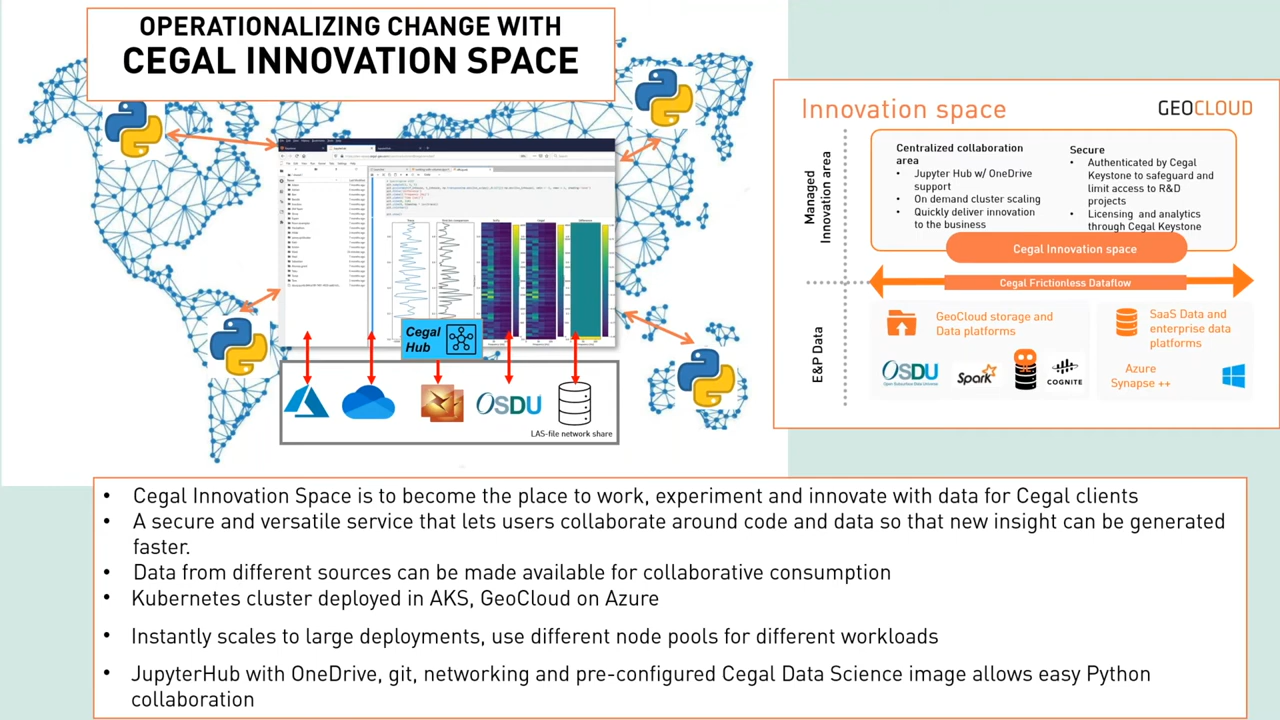 OPERATIONALIZING CHANGE WITH
CEGAL INNOVATION SPACE
Cegal
Hub
OSDU
LAS-file network share
Innovation space
GEOCLOUD
Managed
Innovation area
Centralized collaboration
area
• Jupyter Hub w/ OneDrive
support
• On demand cluster scaling
• Quickly deliver innovation
to the business
Secure
• Authenticated by Cegal
Keystone to safeguard and
limit access to R&D
projects
• Licensing and analytics
through Cegal Keystone
Cegal Innovation space
Cegal Frictionless Dataflow
E&P Data
GeoCloud storage and
Data platforms
OSDU
Open Subsurface Data Universe
Spark
COGNITE
SaaS Data and
enterprise data
platforms
Azure
Synapse ++
• Cegal Innovation Space is to become the place to work, experiment and innovate with data for Cegal clients
• A secure and versatile service that lets users collaborate around code and data so that new insight can be generated
faster.
• Data from different sources can be made available for collaborative consumption
• Kubernetes cluster deployed in AKS, GeoCloud on Azure
• Instantly scales to large deployments, use different node pools for different workloads
• JupyterHub with OneDrive, git, networking and pre-configured Cegal Data Science image allows easy Python
collaboration